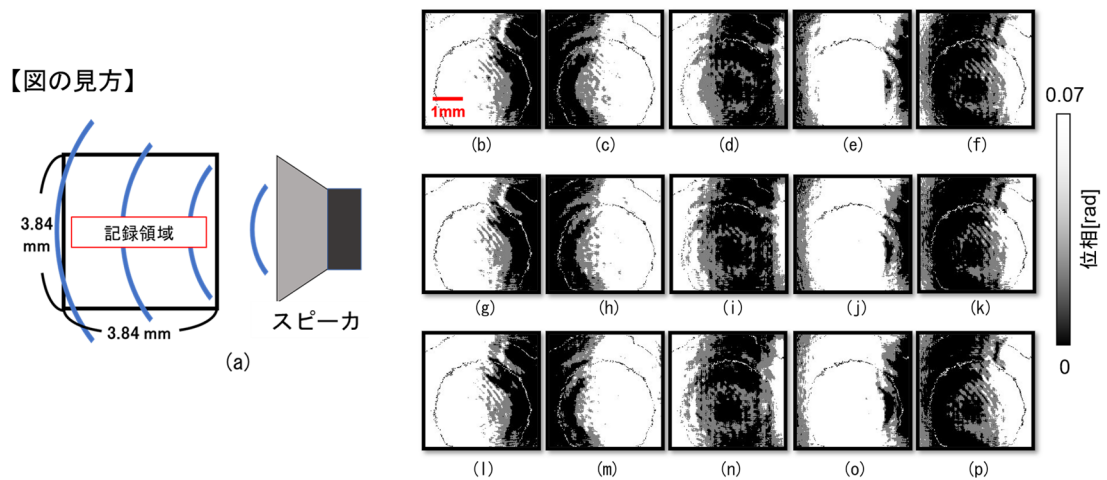 【図の見方】
3.84
mm
記録領域
3.84 mm
スピーカ
(a)
1mm
(b)
(c)
(d)
(e)
(f)
(g)
(h)
(i)
(j)
(k)
(l)
(m)
(n)
(o)
(p)
0.07
位相[rad]
0